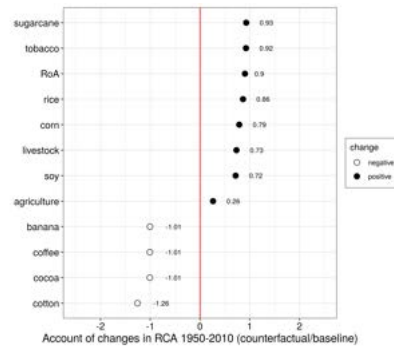 sugarcane 0.93
tobacco 0.92
RoA 0.9
rice 0.86
corn 0.79
livestock 0.73
soy 0.72
agriculture 0.26
banana -1.01
coffee -1.01
cocoa -1.01
cotton -1.26
change
negative
positive
-2 -1 0 1 2
Account of changes in RCA 1950-2010 (counterfactual/baseline)